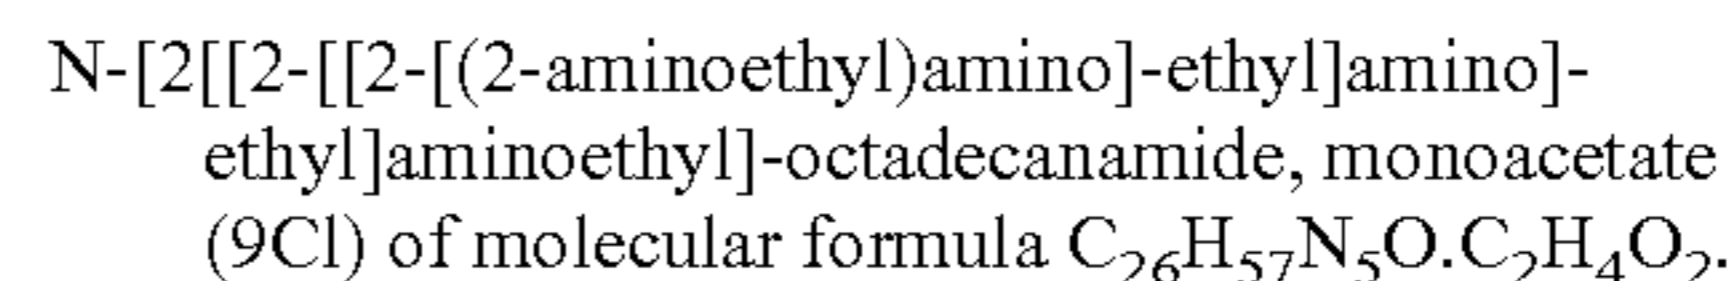 N-[2[[2-[[2-[(2-aminoethyl)amino]-ethyl]amino]-
ethyl]aminoethyl]-octadecanamide, monoacetate
(9Cl) of molecular formula C₂₆H₅₇N₅O.C₂H₄O₂.